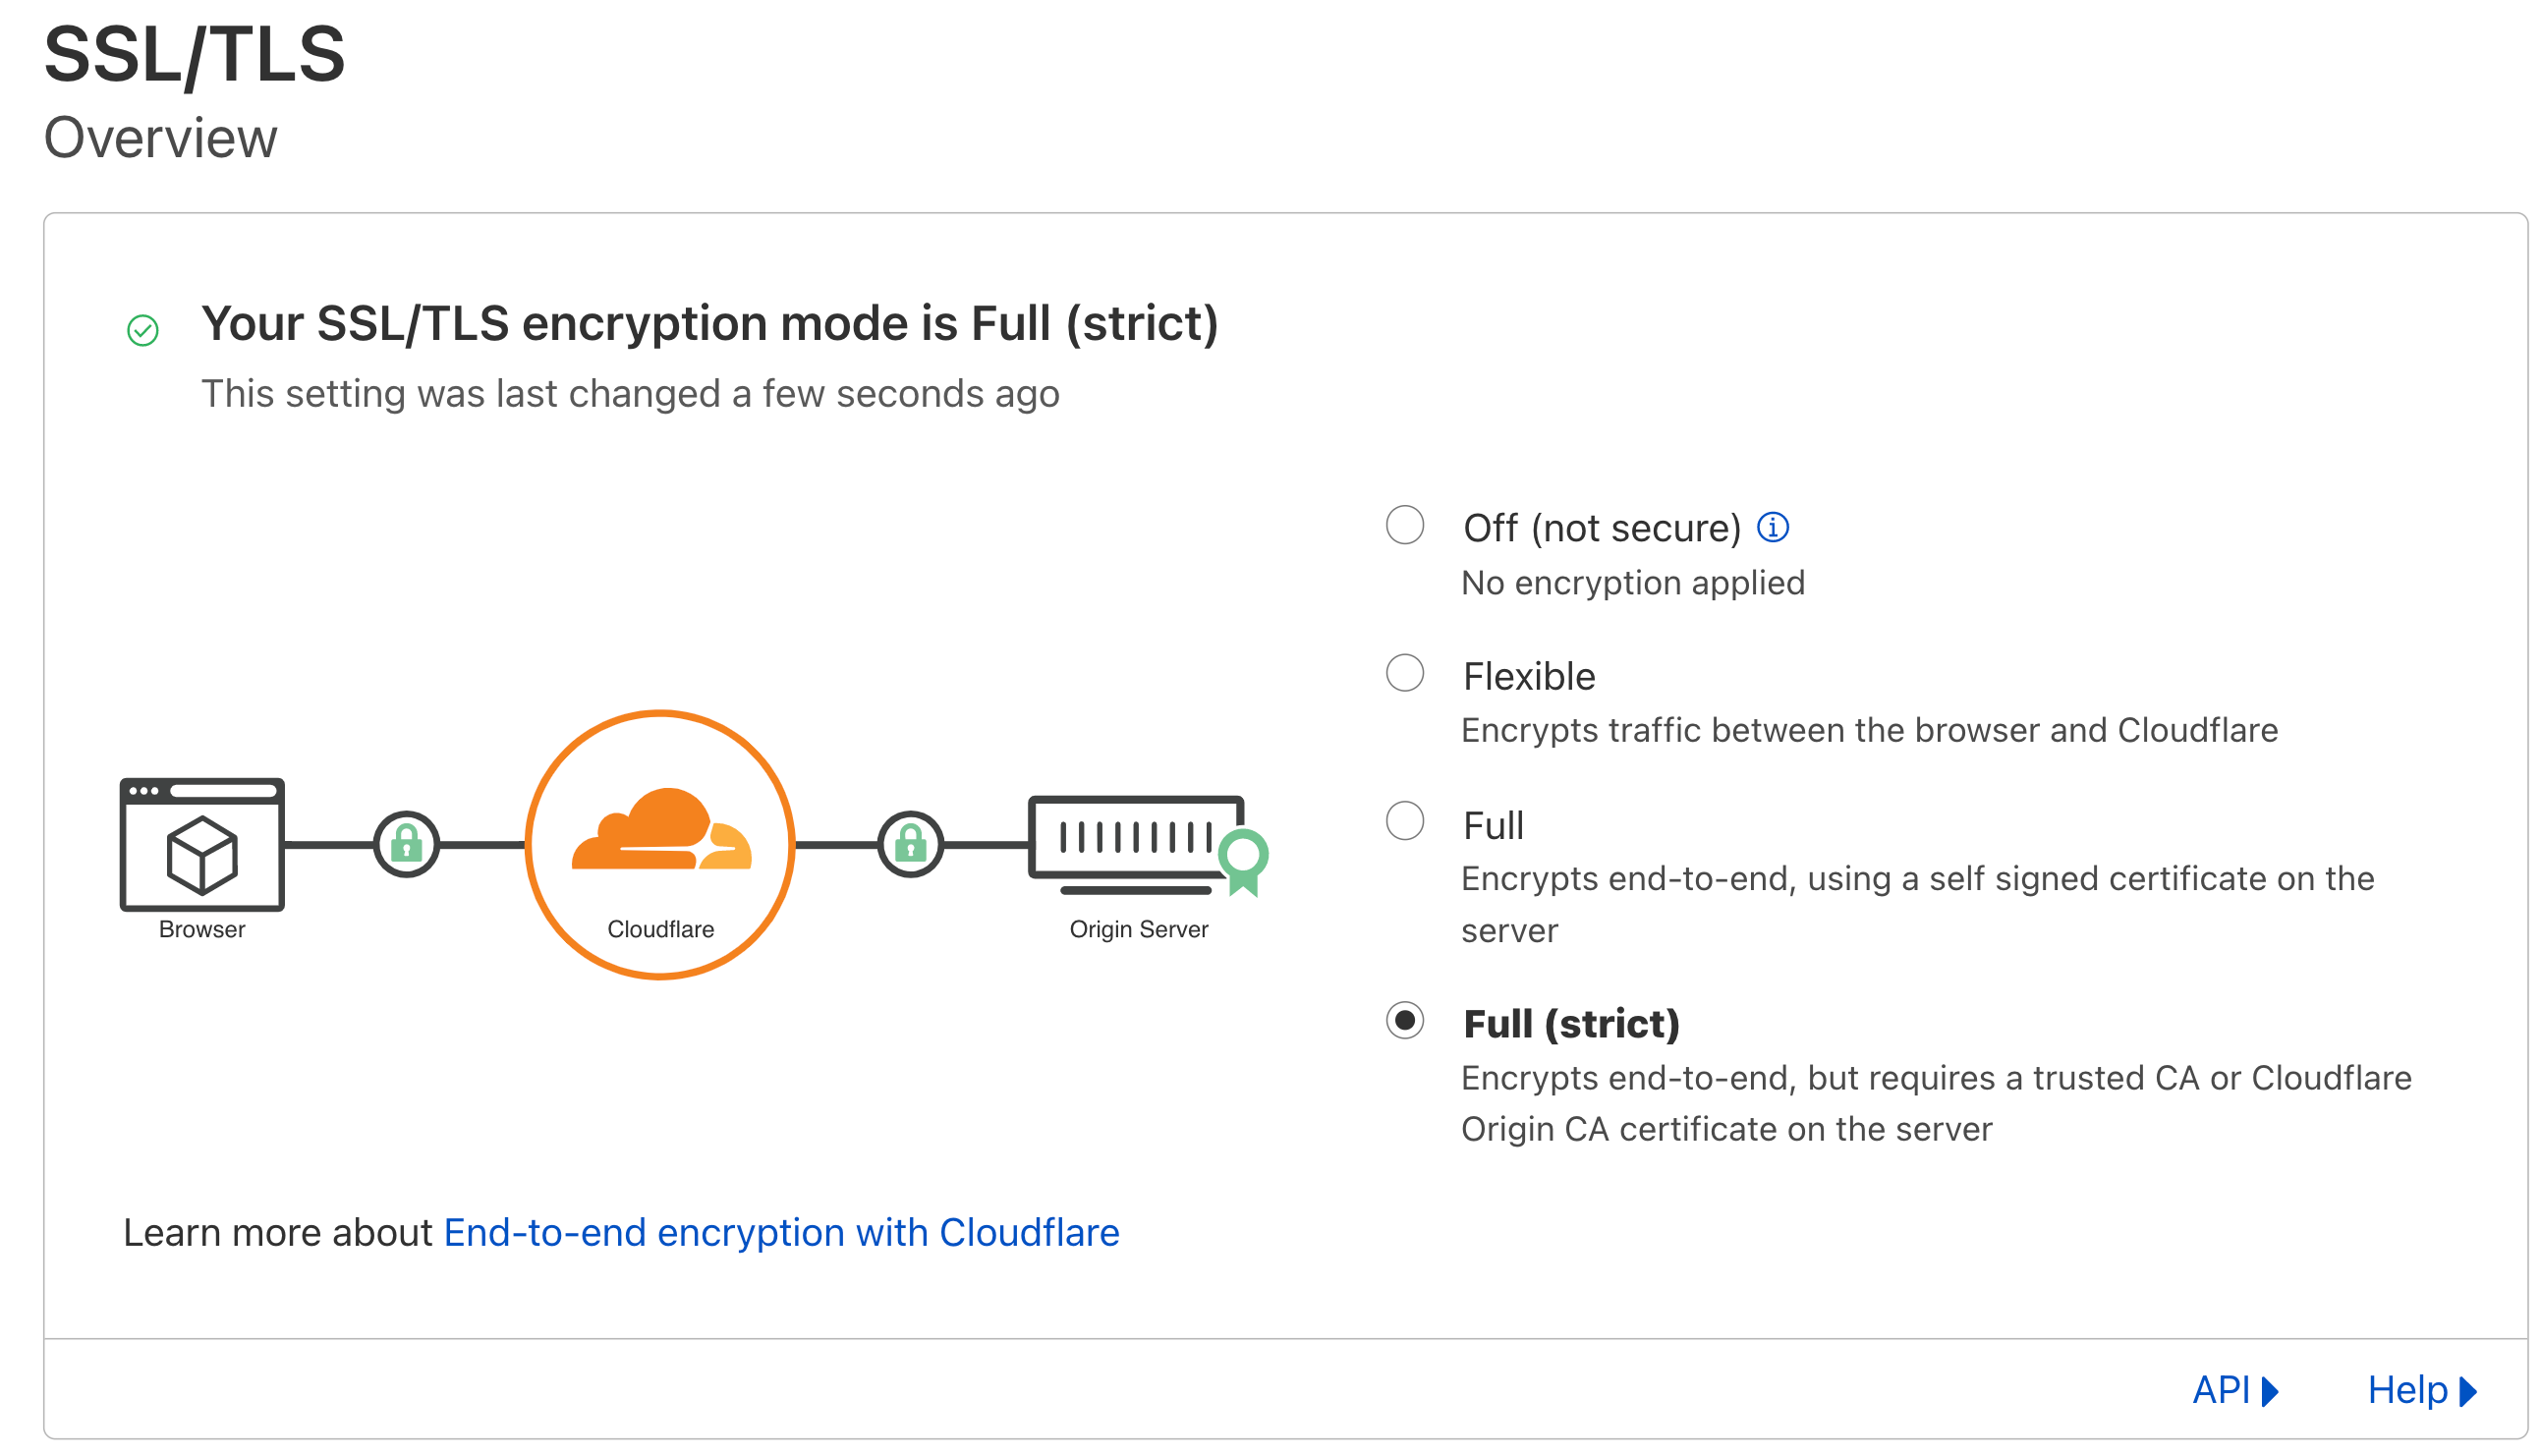 SSL/TLS
Overview
Your SSL/TLS encryption mode is Full (strict)
This setting was last changed a few seconds ago
Browser
Cloudflare
Origin Server
Off (not secure)
No encryption applied
Flexible
Encrypts traffic between the browser and Cloudflare
Full
Encrypts end-to-end, using a self signed certificate on the
server
Full (strict)
Encrypts end-to-end, but requires a trusted CA or Cloudflare
Origin CA certificate on the server
Learn more about End-to-end encryption with Cloudflare
API
Help